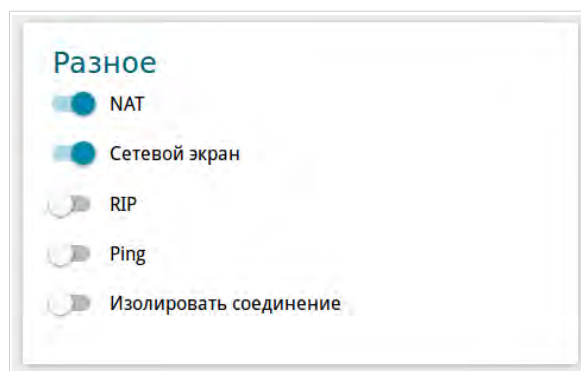 Разное
NAT
Сетевой экран
RIP
Ping
Изолировать соединение